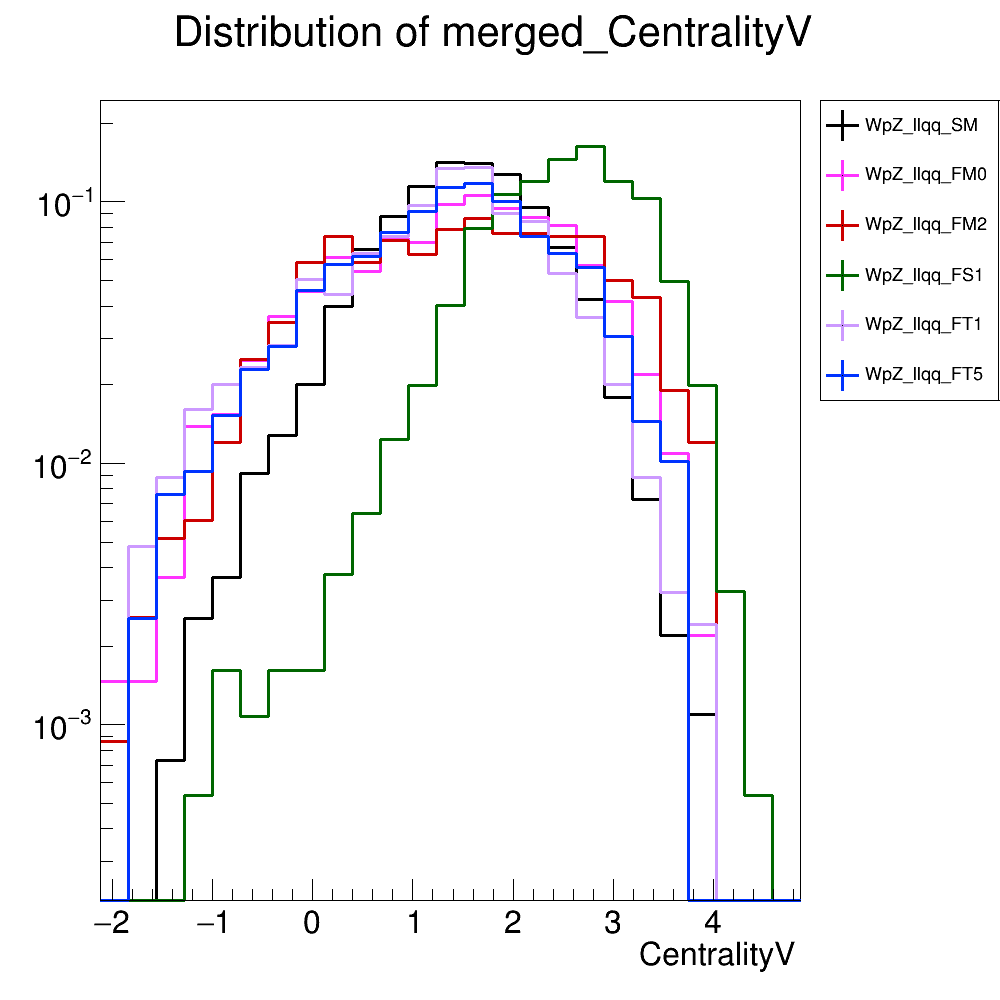 Distribution of merged_CentralityV
10⁻¹
10⁻²
10⁻³
−2 −1 0 1 2 3 4
CentralityV
WpZ_llqq_SM
WpZ_llqq_FM0
WpZ_llqq_FM2
WpZ_llqq_FS1
WpZ_llqq_FT1
WpZ_llqq_FT5